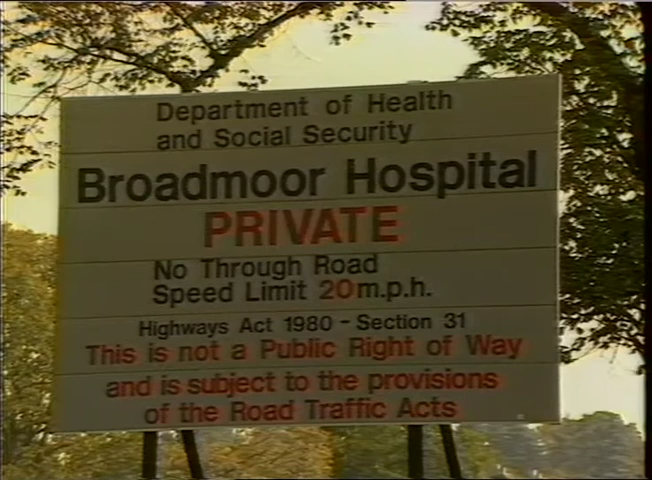 Department of Health
and Social Security
Broadmoor Hospital
PRIVATE
No Through Road
Speed Limit 20m.p.h.
Highways Act 1980 - Section 31
This is not a Public Right of Way
and is subject to the provisions
of the Road Traffic Acts